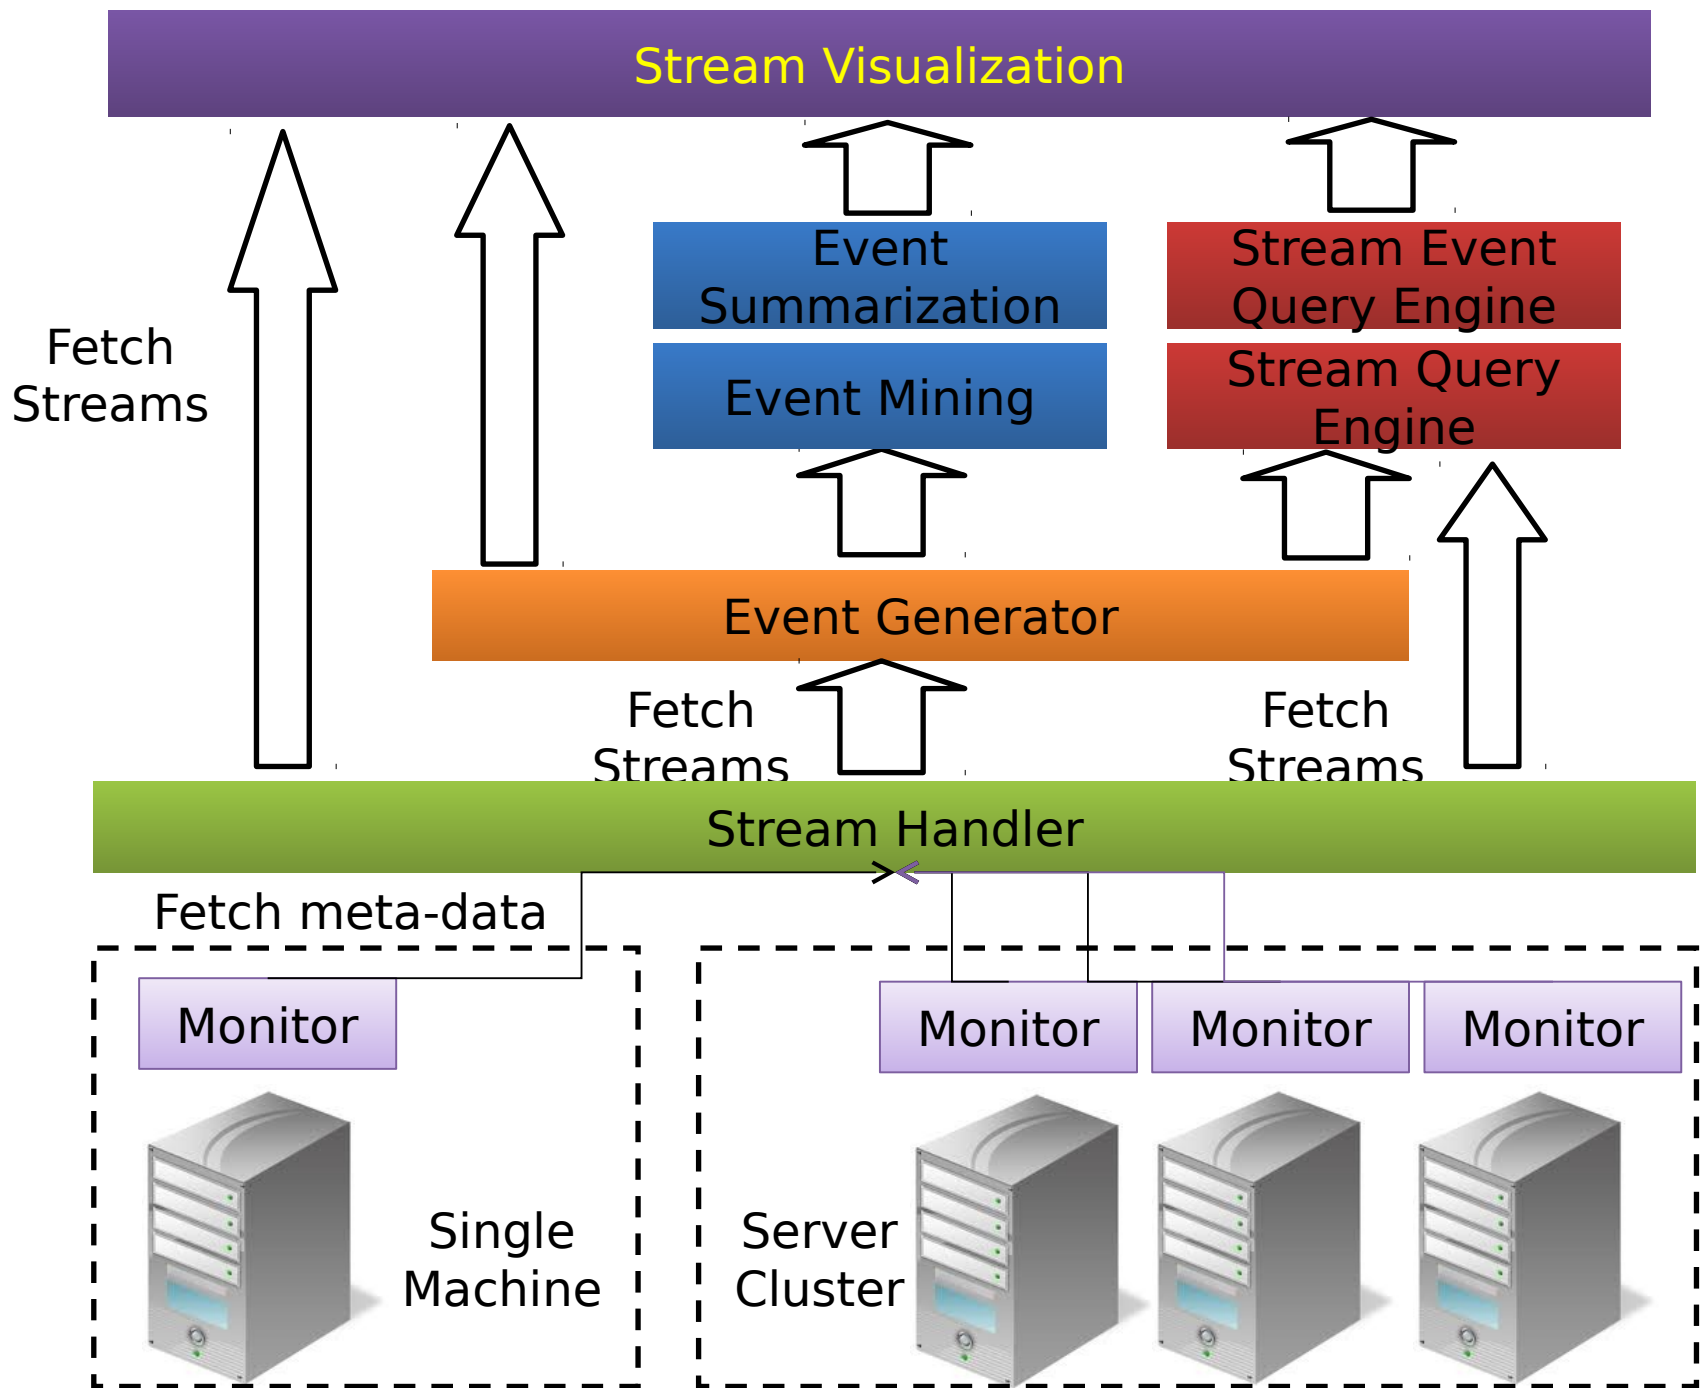 Stream Visualization
Event
Summarization
Stream Event
Query Engine
Fetch
Streams
Event Mining
Stream Query
Engine
Event Generator
Fetch
Streams
Fetch
Streams
Stream Handler
Fetch meta-data
Monitor
Monitor
Monitor
Monitor
Single
Machine
Server
Cluster